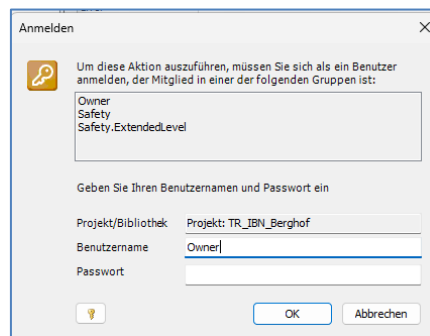 Anmelden
Um diese Aktion auszuführen, müssen Sie sich als ein Benutzer
anmelden, der Mitglied in einer der folgenden Gruppen ist:
Owner
Safety
Safety.ExtendedLevel
Geben Sie Ihren Benutzernamen und Passwort ein
Projekt/Bibliothek Projekt: TR_IBN_Berghof
Benutzername Owner
Passwort
OK Abbrechen